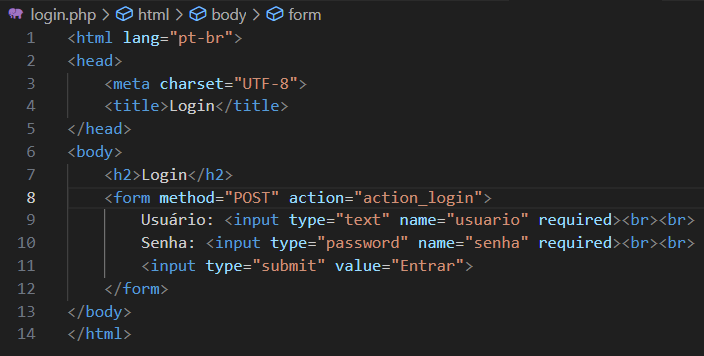 login.php > html > body > form
1 <html lang="pt-br">
2 <head>
3     <meta charset="UTF-8">
4     <title>Login</title>
5 </head>
6 <body>
7     <h2>Login</h2>
8     <form method="POST" action="action_login">
9         Usuário: <input type="text" name="usuario" required><br><br>
10         Senha: <input type="password" name="senha" required><br><br>
11         <input type="submit" value="Entrar">
12     </form>
13 </body>
14 </html>